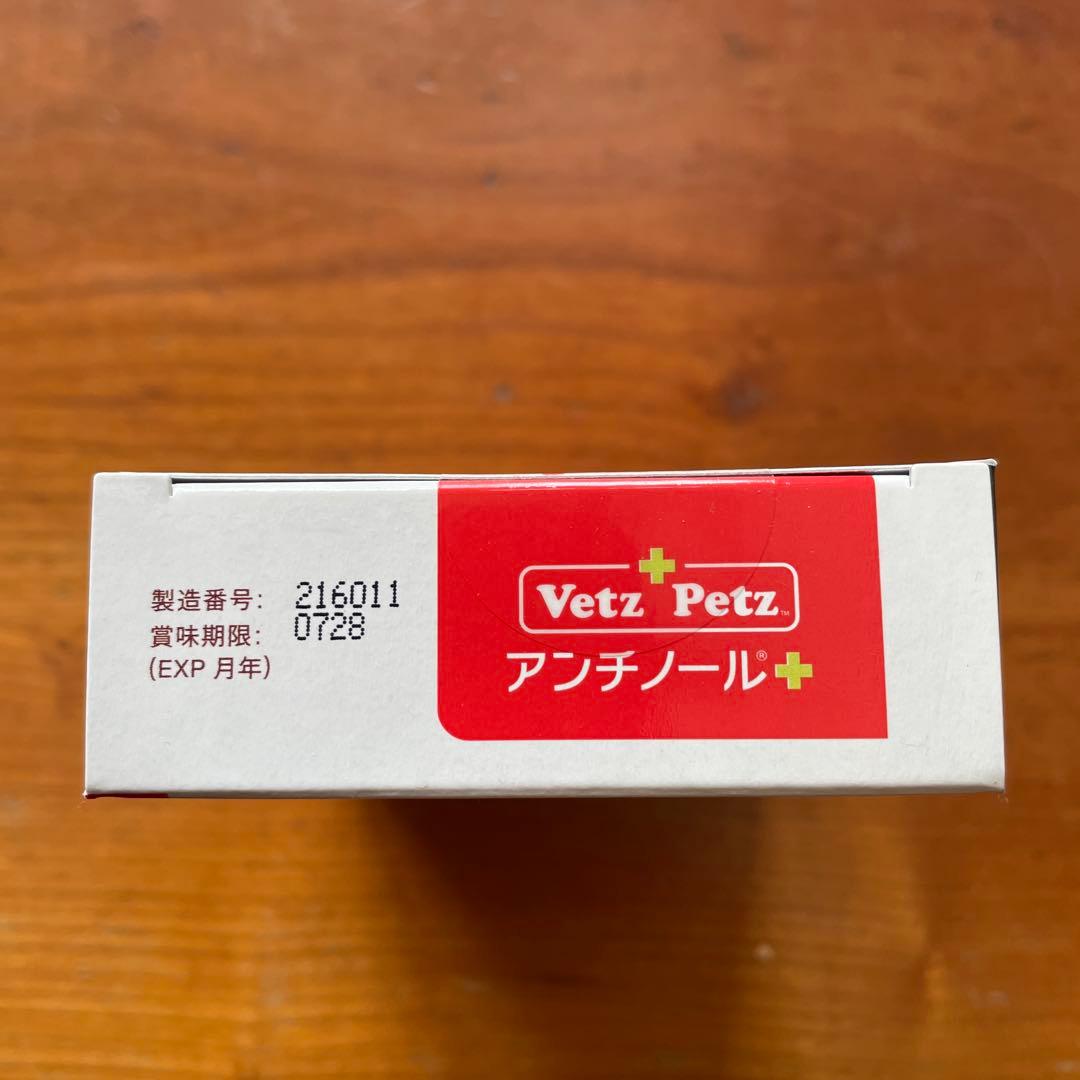 製造番号: 216011
賞味期限: 0728
(EXP 月年)
Vetz Petz™
アンチノール®